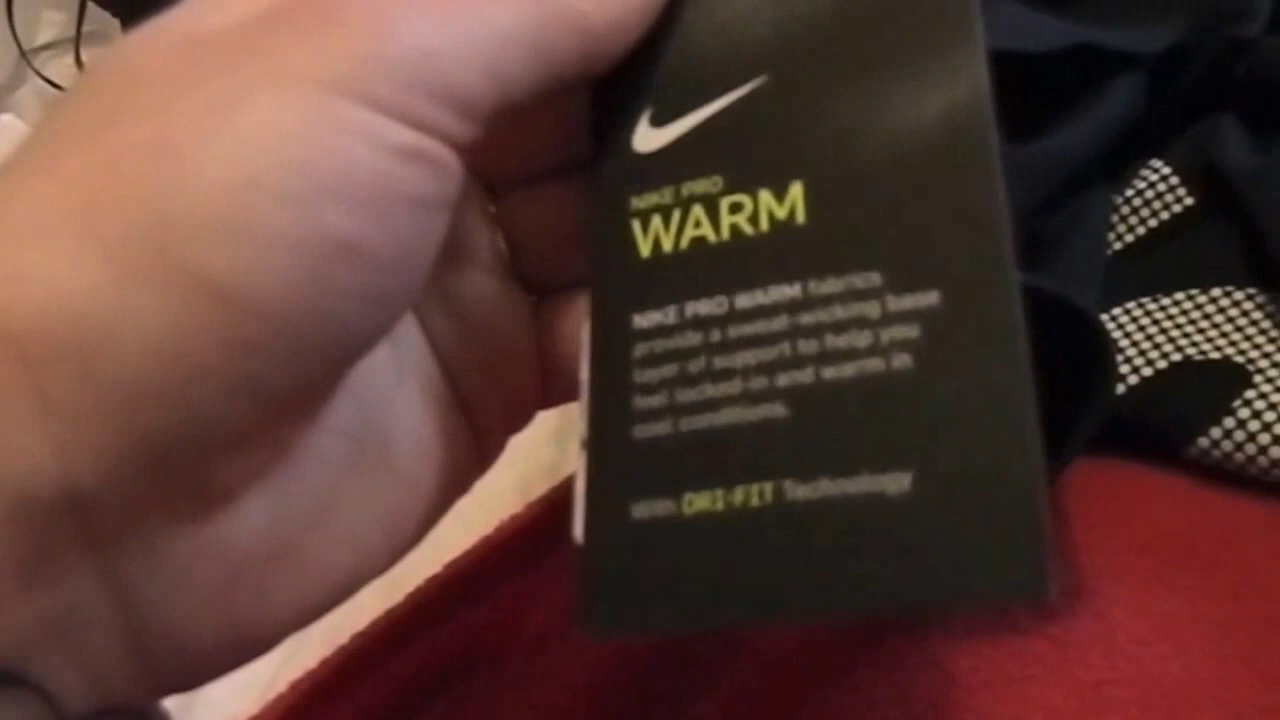 NIKE PRO
WARM
NIKE PRO WARM fabrics
provide a sweat-wicking base
layer of support to help you
feel locked-in and warm in
cool conditions.
With DRI-FIT Technology